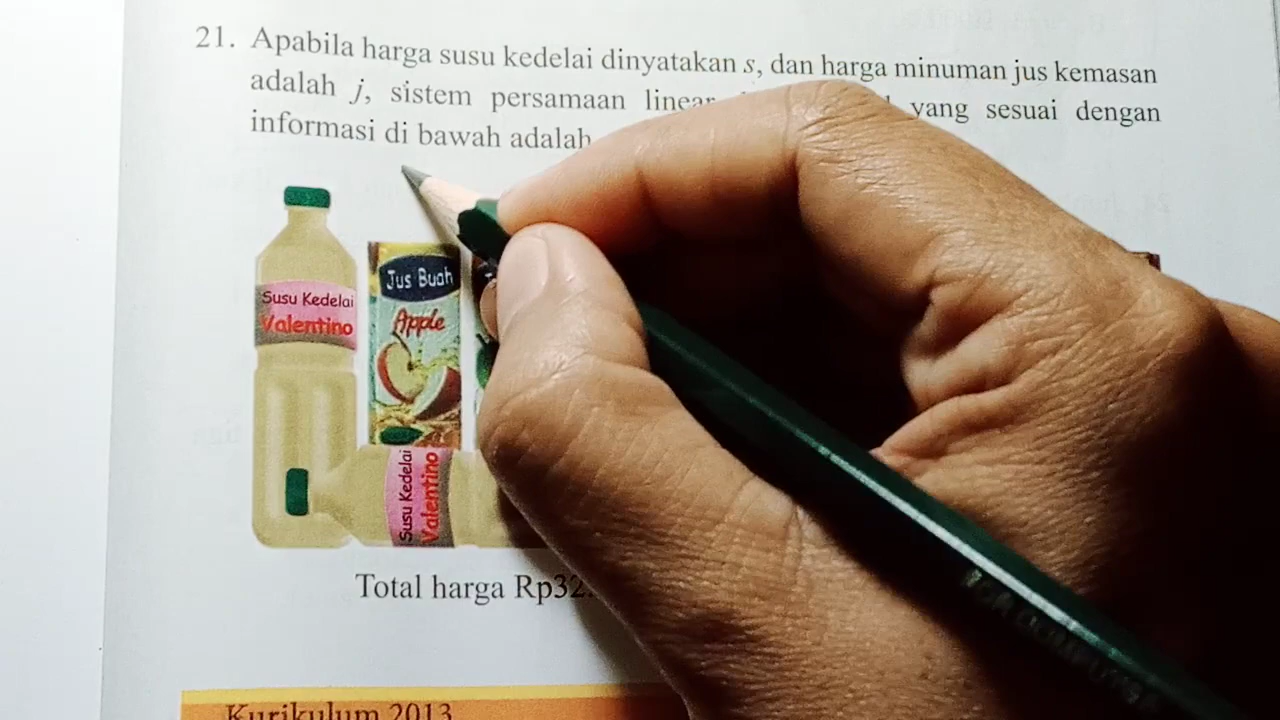 21. Apabila harga susu kedelai dinyatakan s, dan harga minuman jus kemasan
adalah j, sistem persamaan linear yang sesuai dengan
informasi di bawah adalah
Jus Buah
Apple
Susu Kedelai
Valentino
Susu Kedelai
Valentino
Total harga Rp32.
Kurikulum 2013